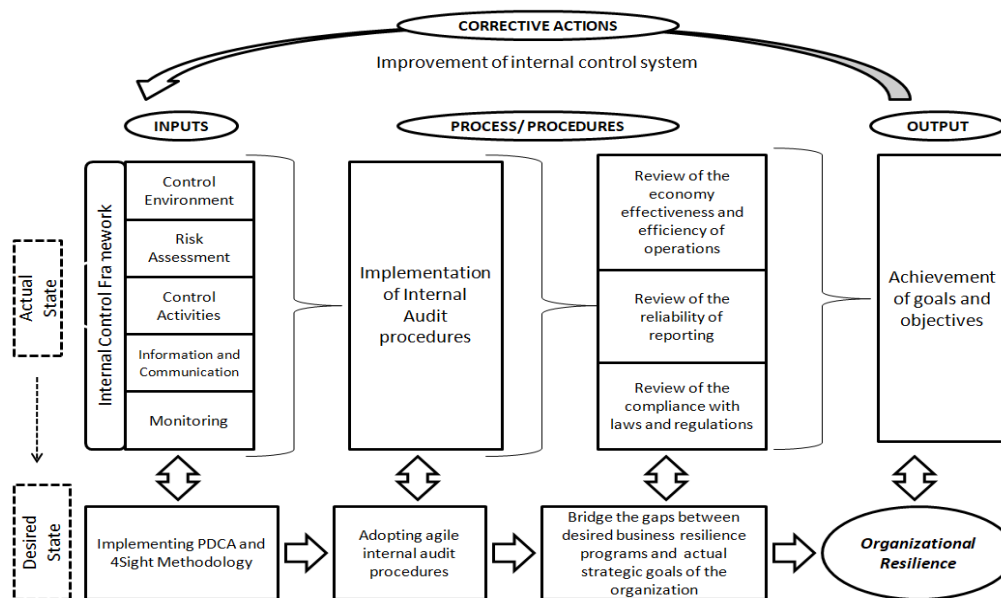 CORRECTIVE ACTIONS
Improvement of internal control system
INPUTS
PROCESS/ PROCEDURES
OUTPUT
Actual
State
Internal Control Framework
Control
Environment
Risk
Assessment
Control
Activities
Information and
Communication
Monitoring
Implementation
of Internal
Audit
procedures
Review of the
economy
effectiveness and
efficiency of
operations
Review of the
reliability of
reporting
Review of the
compliance with
laws and regulations
Achievement
of goals and
objectives
Desired
State
Implementing PDCA and
4Sight Methodology
Adopting agile
internal audit
procedures
Bridge the gaps between
desired business resilience
programs and actual
strategic goals of the
organization
Organizational
Resilience